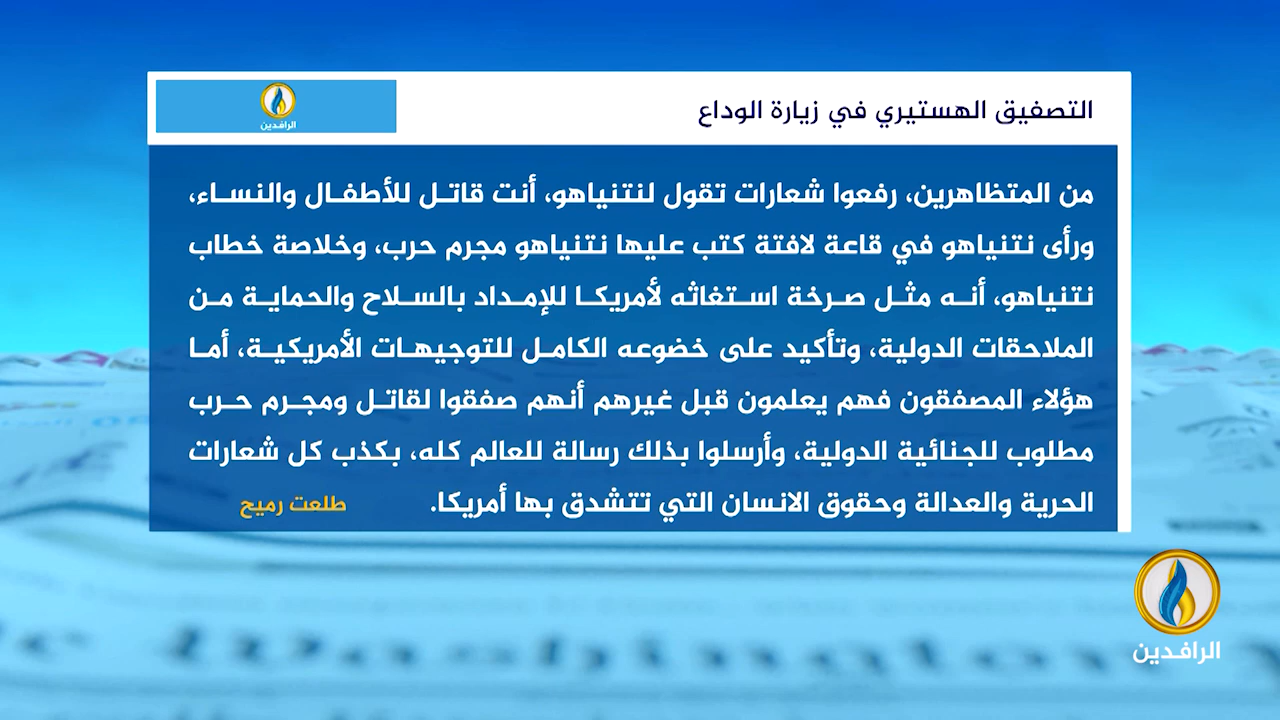 الرافدين
التصفيق الهستيري في زيارة الوداع
من المتظاهرين، رفعوا شعارات تقول لنتنياهو، أنت قاتل للأطفال والنساء،
ورأى نتنياهو في قاعة لافتة كتب عليها نتنياهو مجرم حرب، وخلاصة خطاب
نتنياهو، أنه مثل صرخة استغاثه لأمريكا للإمداد بالسلاح والحماية من
الملاحقات الدولية، وتأكيد على خضوعه الكامل للتوجيهات الأمريكية، أما
هؤلاء المصفقون فهم يعلمون قبل غيرهم أنهم صفقوا لقاتل ومجرم حرب
مطلوب للجنائية الدولية، وأرسلوا بذلك رسالة للعالم كله، بكذب كل شعارات
الحرية والعدالة وحقوق الانسان التي تتشدق بها أمريكا.
طلعت رميح
الرافدين